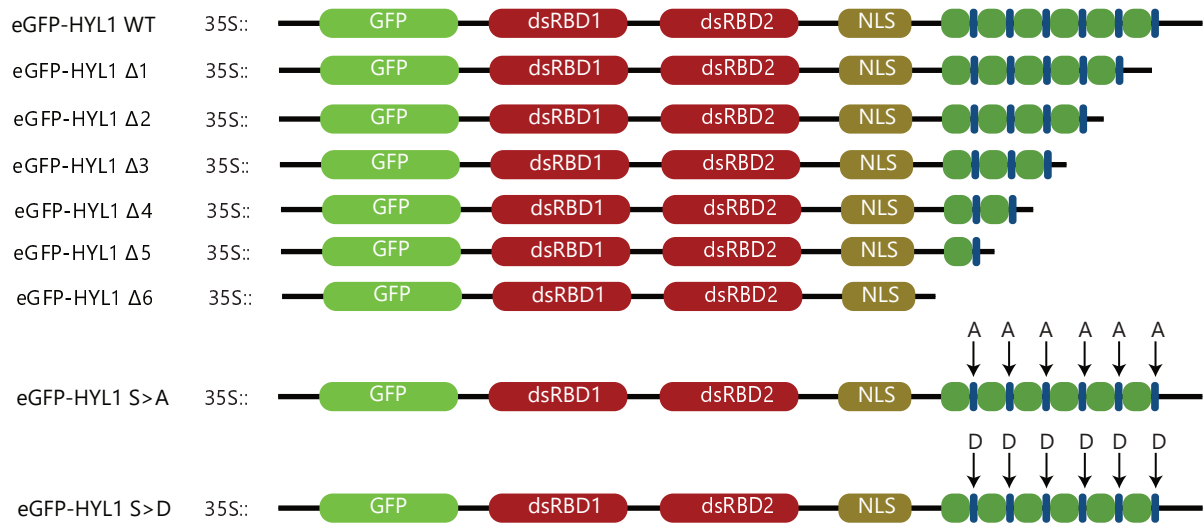 eGFP-HYL1 WT 35S:: GFP dsRBD1 dsRBD2 NLS
eGFP-HYL1 Δ1 35S:: GFP dsRBD1 dsRBD2 NLS
eGFP-HYL1 Δ2 35S:: GFP dsRBD1 dsRBD2 NLS
eGFP-HYL1 Δ3 35S:: GFP dsRBD1 dsRBD2 NLS
eGFP-HYL1 Δ4 35S:: GFP dsRBD1 dsRBD2 NLS
eGFP-HYL1 Δ5 35S:: GFP dsRBD1 dsRBD2 NLS
eGFP-HYL1 Δ6 35S:: GFP dsRBD1 dsRBD2 NLS
A A A A A A
eGFP-HYL1 S>A 35S:: GFP dsRBD1 dsRBD2 NLS
D D D D D D
eGFP-HYL1 S>D 35S:: GFP dsRBD1 dsRBD2 NLS